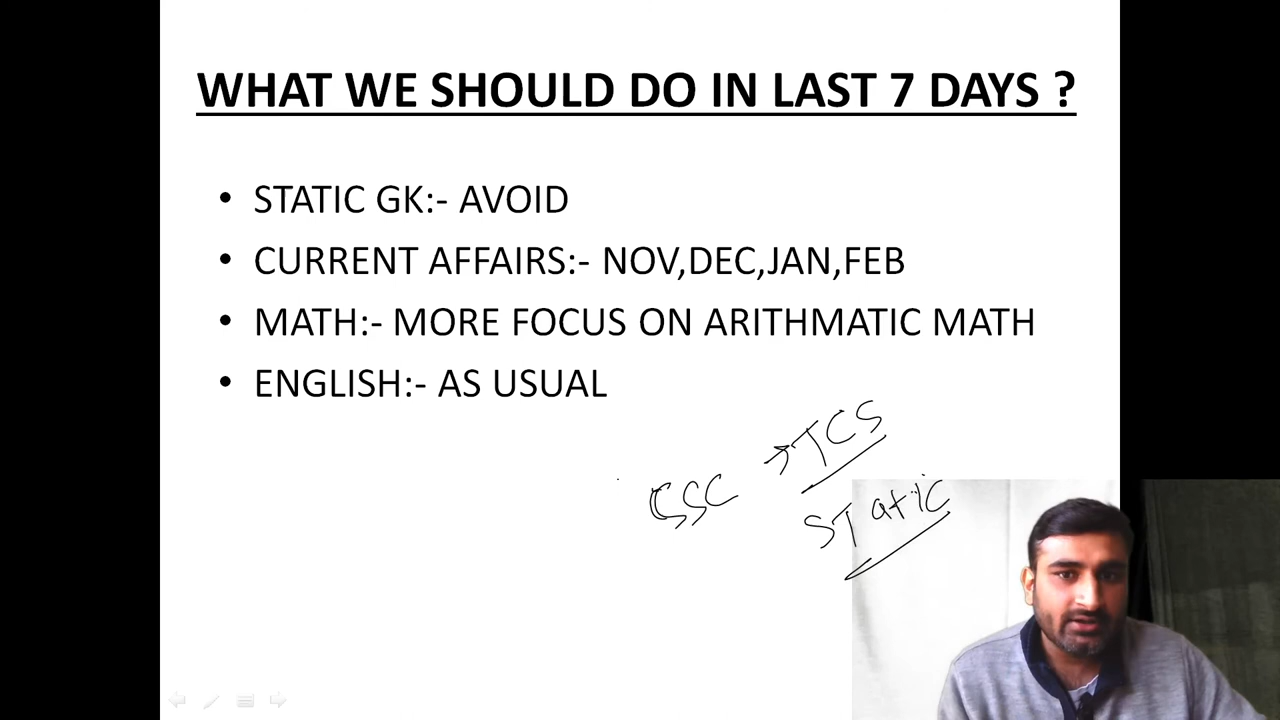 WHAT WE SHOULD DO IN LAST 7 DAYS ?
• STATIC GK:- AVOID
• CURRENT AFFAIRS:- NOV,DEC,JAN,FEB
• MATH:- MORE FOCUS ON ARITHMATIC MATH
• ENGLISH:- AS USUAL
SSC → TCS
STatic